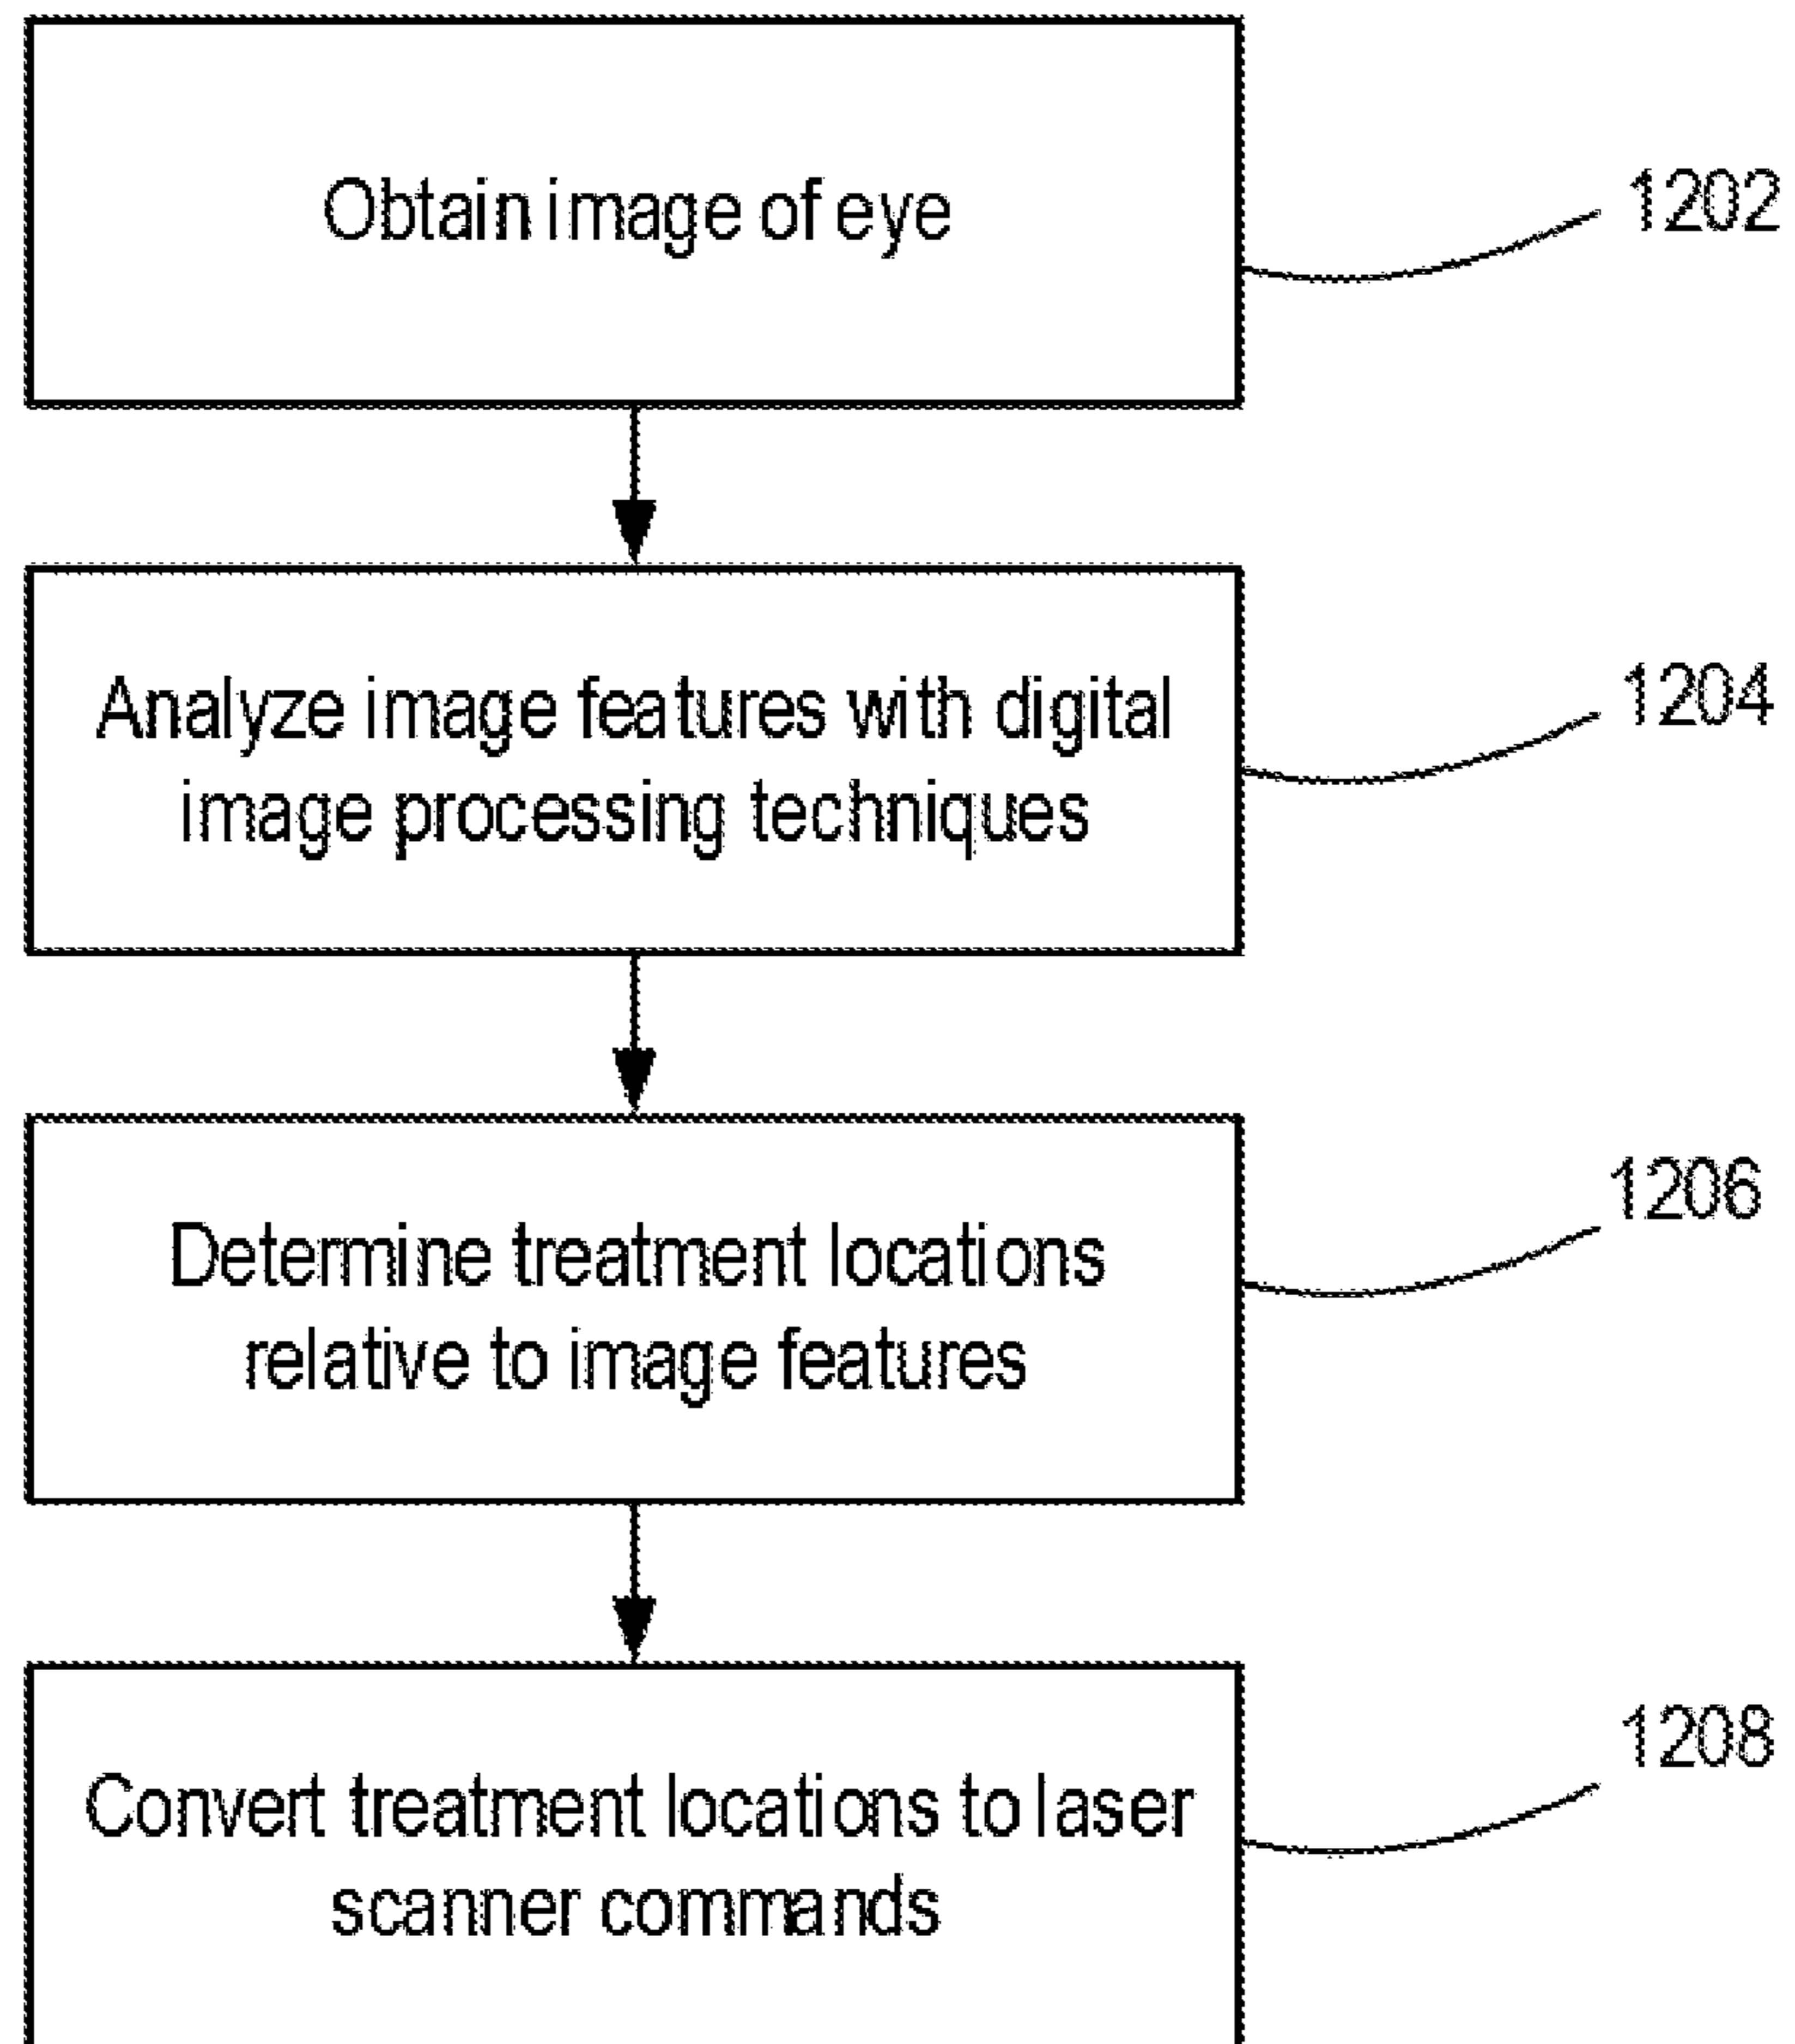 Obtain image of eye
1202
Analyze image features with digital
image processing techniques
1204
Determine treatment locations
relative to image features
1206
Convert treatment locations to laser
scanner commands
1208